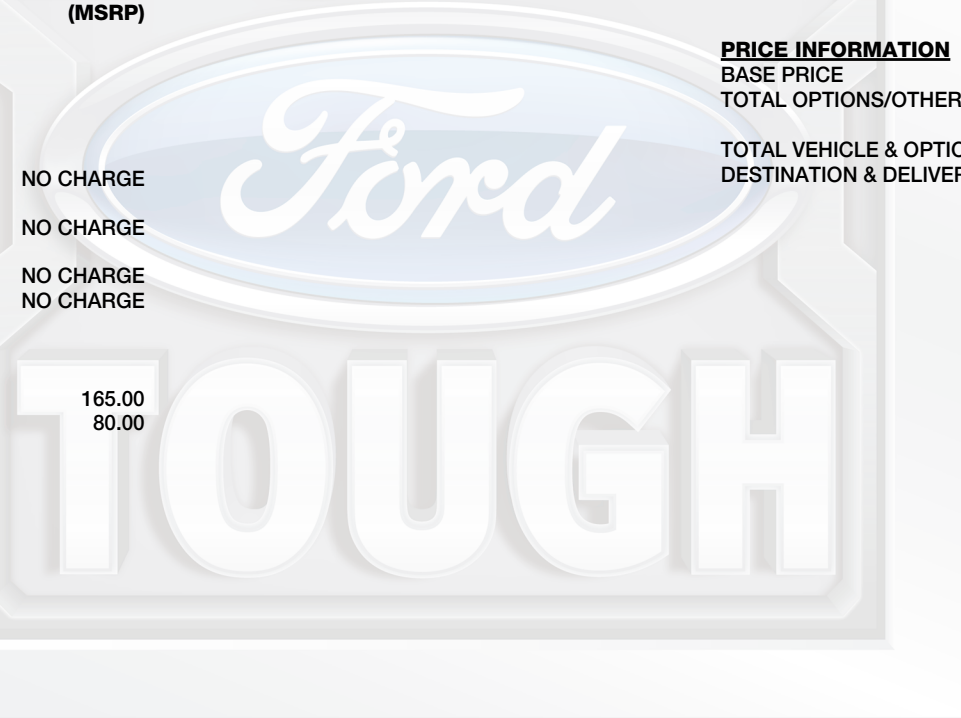 (MSRP)
NO CHARGE
NO CHARGE
NO CHARGE
NO CHARGE
165.00
80.00
PRICE INFORMATION
BASE PRICE
TOTAL OPTIONS/OTHER
TOTAL VEHICLE & OPTIO
DESTINATION & DELIVER
Ford
TOUGH